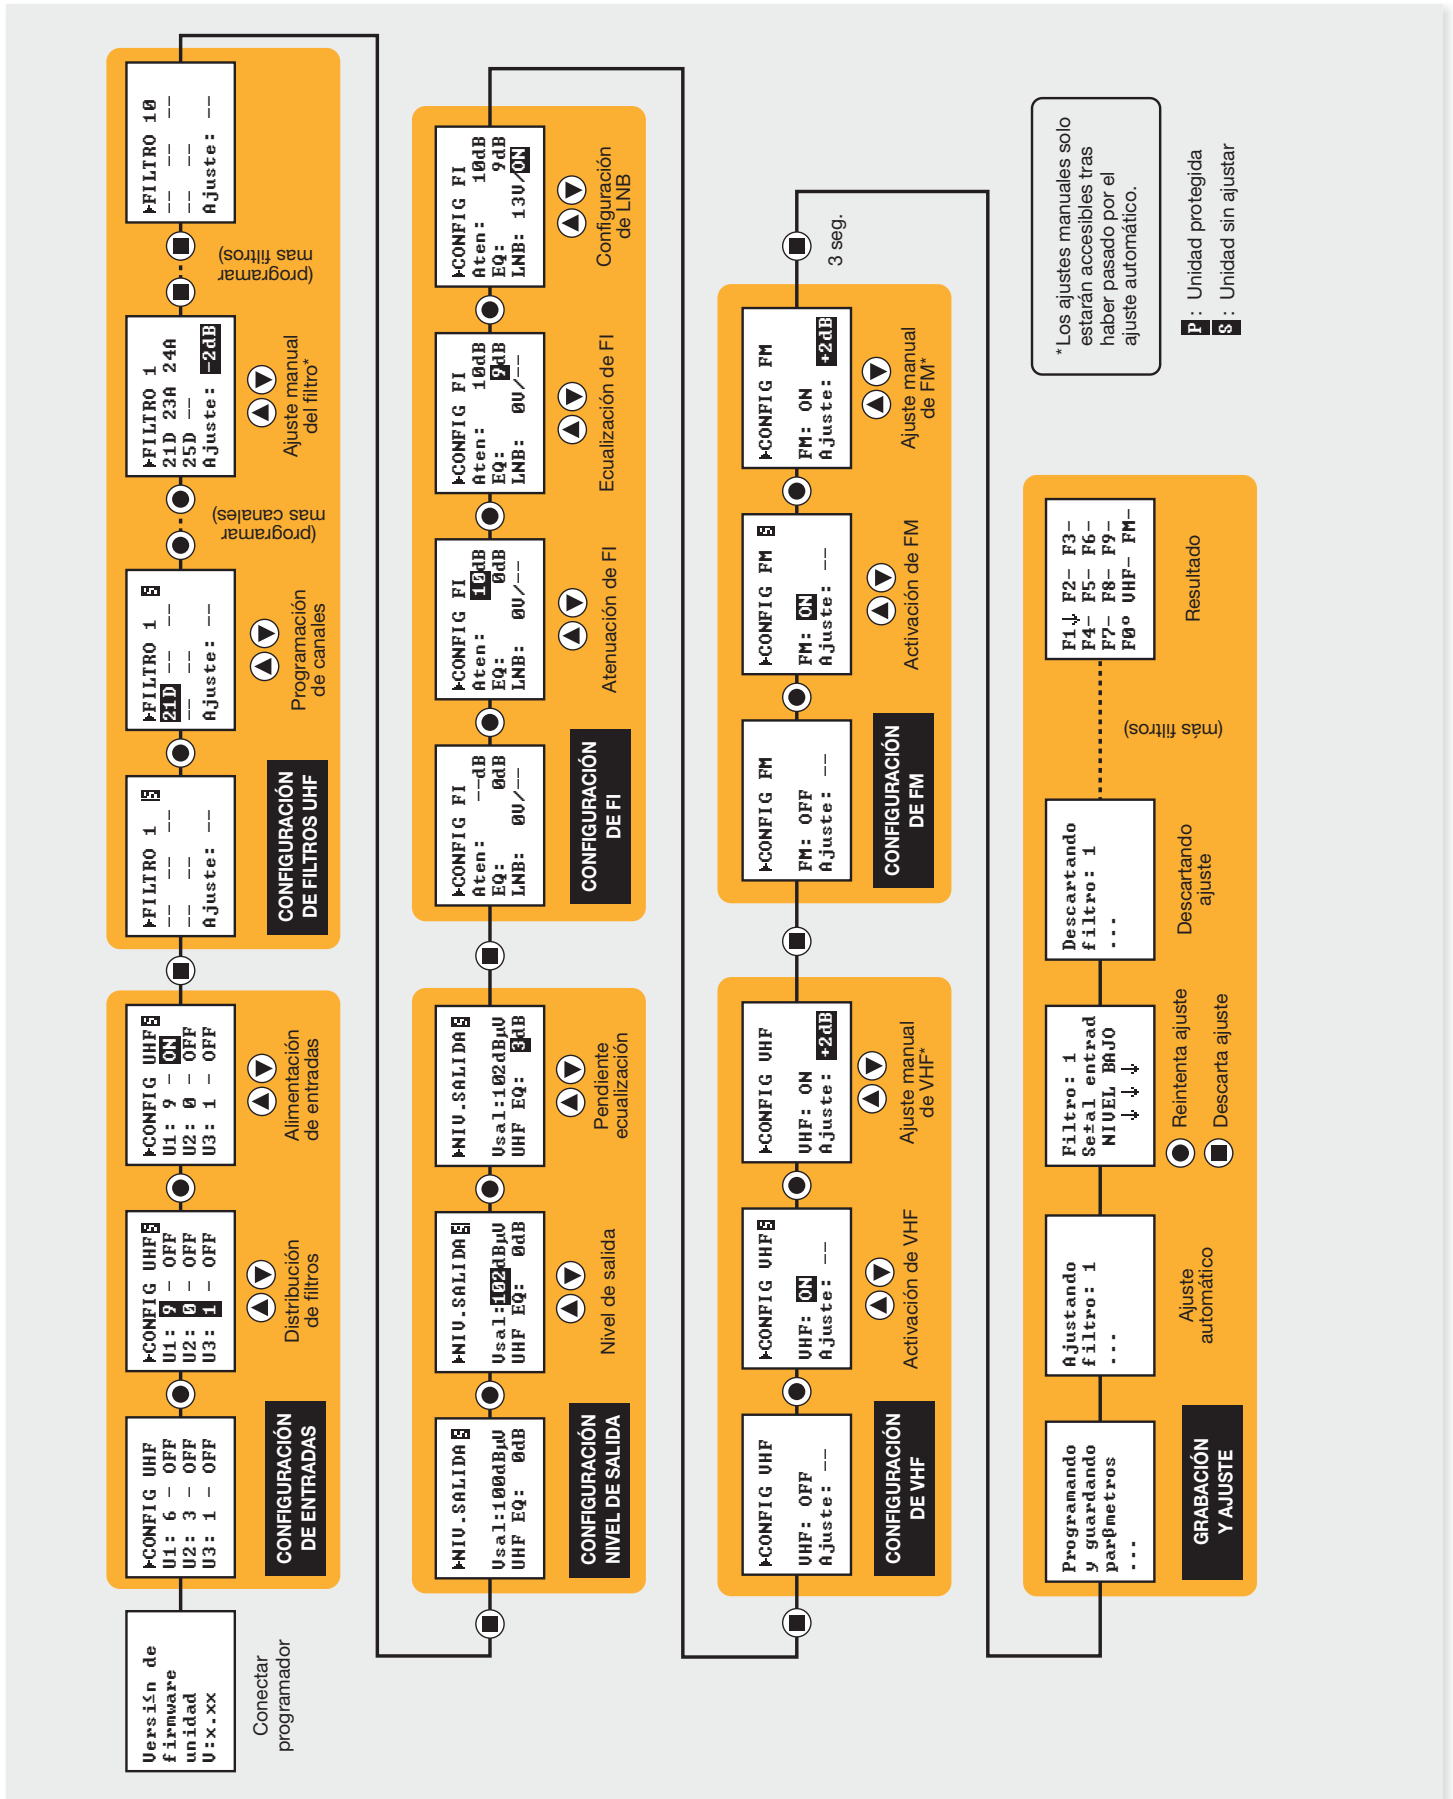 Versi≤n de
firmware
unidad
V:x.xx
Conectar
programador
▸CONFIG UHF
U1: 6 - OFF
U2: 3 - OFF
U3: 1 - OFF
CONFIGURACIÓN
DE ENTRADAS
▸CONFIG UHF S
U1: 9 - OFF
U2: 0 - OFF
U3: 1 - OFF
Distribución
de filtros
▸CONFIG UHF S
U1: 9 - ON
U2: 0 - OFF
U3: 1 - OFF
Alimentación
de entradas
▸FILTRO 1 S
-- -- --
-- --
Ajuste: --
CONFIGURACIÓN
DE FILTROS UHF
▸FILTRO 1 S
21D -- --
-- --
Ajuste: --
Programación
de canales
(programar
mas canales)
▸FILTRO 1
21D 23A 24A
25D --
Ajuste: -2dB
Ajuste manual
del filtro*
(programar
mas filtros)
▸FILTRO 10
-- -- --
-- --
Ajuste: --
▸NIV.SALIDA S
Vsal:100dBµV
UHF EQ: 0dB
CONFIGURACIÓN
NIVEL DE SALIDA
▸NIV.SALIDA S
Vsal:102dBµV
UHF EQ: 0dB
Nivel de salida
▸NIV.SALIDA S
Vsal:102dBµV
UHF EQ: 3dB
Pendiente
ecualización
▸CONFIG FI
Aten: --dB
EQ: 0dB
LNB: 0V/--
CONFIGURACIÓN
DE FI
▸CONFIG FI
Aten: 10dB
EQ: 0dB
LNB: 0V/--
Atenuación de FI
▸CONFIG FI
Aten: 10dB
EQ: 9dB
LNB: 0V/--
Ecualización de FI
▸CONFIG FI
Aten: 10dB
EQ: 9dB
LNB: 13V/ON
Configuración
de LNB
▸CONFIG VHF
VHF: OFF
Ajuste: --
CONFIGURACIÓN
DE VHF
▸CONFIG VHF S
VHF: ON
Ajuste: --
Activación de VHF
▸CONFIG VHF
VHF: ON
Ajuste: +2dB
Ajuste manual
de VHF*
▸CONFIG FM
FM: OFF
Ajuste: --
CONFIGURACIÓN
DE FM
▸CONFIG FM S
FM: ON
Ajuste: --
Activación de FM
▸CONFIG FM
FM: ON
Ajuste: +2dB
Ajuste manual
de FM*
3 seg.
Programando
y guardando
parβmetros
...
GRABACIÓN
Y AJUSTE
Ajustando
filtro: 1
...
Ajuste
automático
Filtro: 1
Se±al entrad
NIVEL BAJO
↓ ↓ ↓
Reintenta ajuste
Descarta ajuste
Descartando
filtro: 1
...
Descartando
ajuste
(más filtros)
F1↓ F2- F3-
F4- F5- F6-
F7- F8- F9-
F0º VHF- FM-
Resultado
*Los ajustes manuales solo
estarán accesibles tras
haber pasado por el
ajuste automático.
P : Unidad protegida
S : Unidad sin ajustar